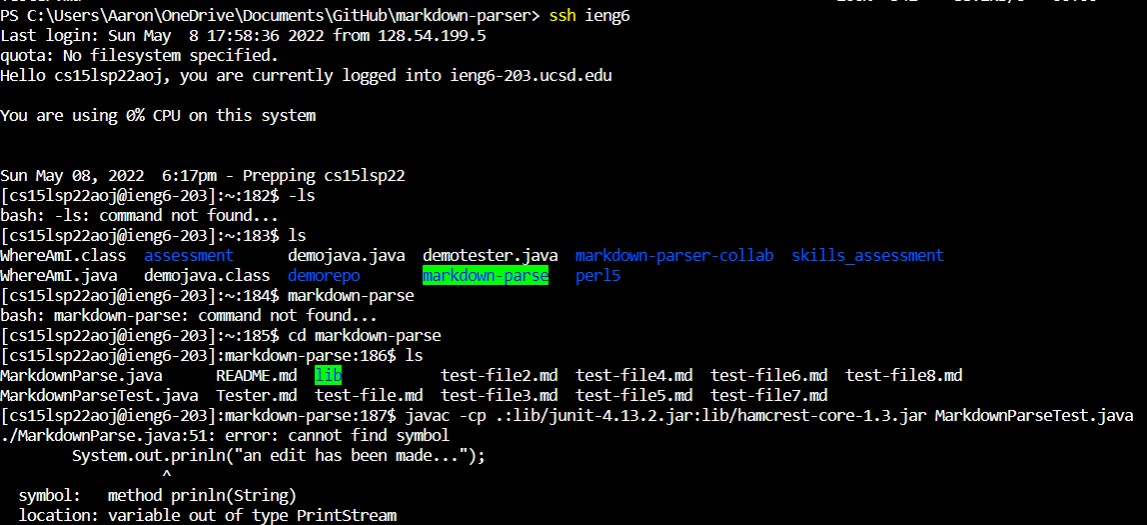 PS C:\Users\Aaron\OneDrive\Documents\GitHub\markdown-parser> ssh ieng6
Last login: Sun May  8 17:58:36 2022 from 128.54.199.5
quota: No filesystem specified.
Hello cs15lsp22aoj, you are currently logged into ieng6-203.ucsd.edu
You are using 0% CPU on this system
Sun May 08, 2022  6:17pm - Prepping cs15lsp22
[cs15lsp22aoj@ieng6-203]:~:182$ -ls
bash: -ls: command not found...
[cs15lsp22aoj@ieng6-203]:~:183$ ls
WhereAmI.class  assessment      demojava.java  demotester.java  markdown-parser-collab  skills_assessment
WhereAmI.java  demojava.class  demorepo       markdown-parse   perl5
[cs15lsp22aoj@ieng6-203]:~:184$ markdown-parse
bash: markdown-parse: command not found...
[cs15lsp22aoj@ieng6-203]:~:185$ cd markdown-parse
[cs15lsp22aoj@ieng6-203]:markdown-parse:186$ ls
MarkdownParse.java      README.md  lib           test-file2.md  test-file4.md  test-file6.md  test-file8.md
MarkdownParseTest.java  Tester.md  test-file.md  test-file3.md  test-file5.md  test-file7.md
[cs15lsp22aoj@ieng6-203]:markdown-parse:187$ javac -cp .:lib/junit-4.13.2.jar:lib/hamcrest-core-1.3.jar MarkdownParseTest.java
./MarkdownParse.java:51: error: cannot find symbol
        System.out.prinln("an edit has been made...");
                  ^
  symbol:   method prinln(String)
  location: variable out of type PrintStream